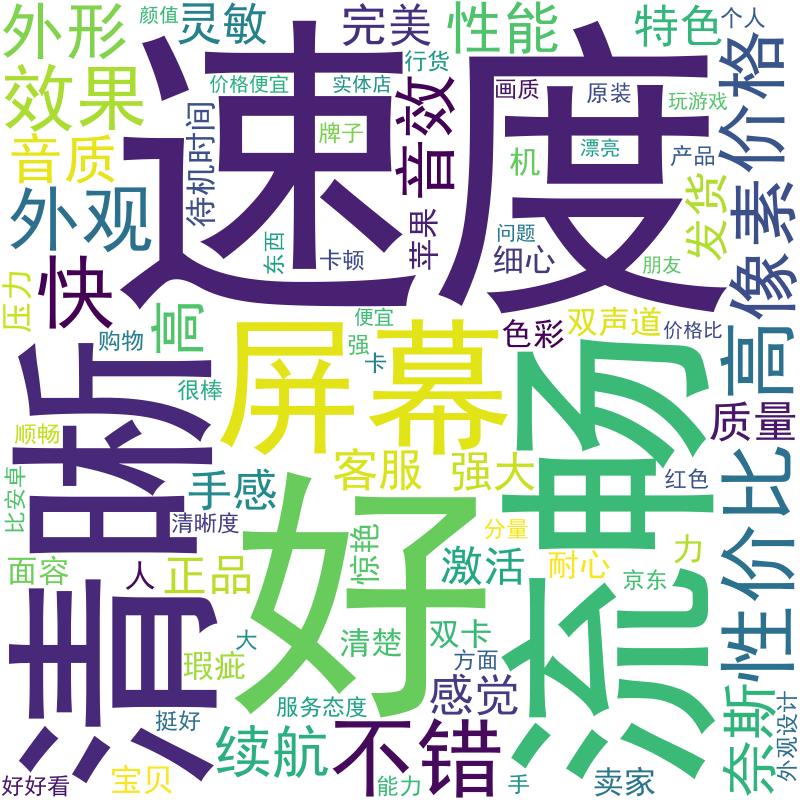 外形
颜值
灵敏
完美
性能
特色
个人
速度
效果
价格便宜
实体店
行货
画质
原装
玩游戏
价格
音质
待机时间
牌子
音效
机
漂亮
产品
外观
发货
高像素
快
东西
卡顿
苹果
问题
细心
朋友
压力
高
购物
便宜
强
卡
色彩
双声道
价格比
屏幕
清晰
很棒
流畅
质量
顺畅
比安卓
手感
客服
强大
红色
性价比
清晰度
好
惊艳
分量
面容
人
正品
激活
耐心
力
京东
大
清楚
双卡
瑕疵
方面
服务态度
感觉
奈斯
外观设计
挺好
续航
不错
好好看
宝贝
能力
手
卖家